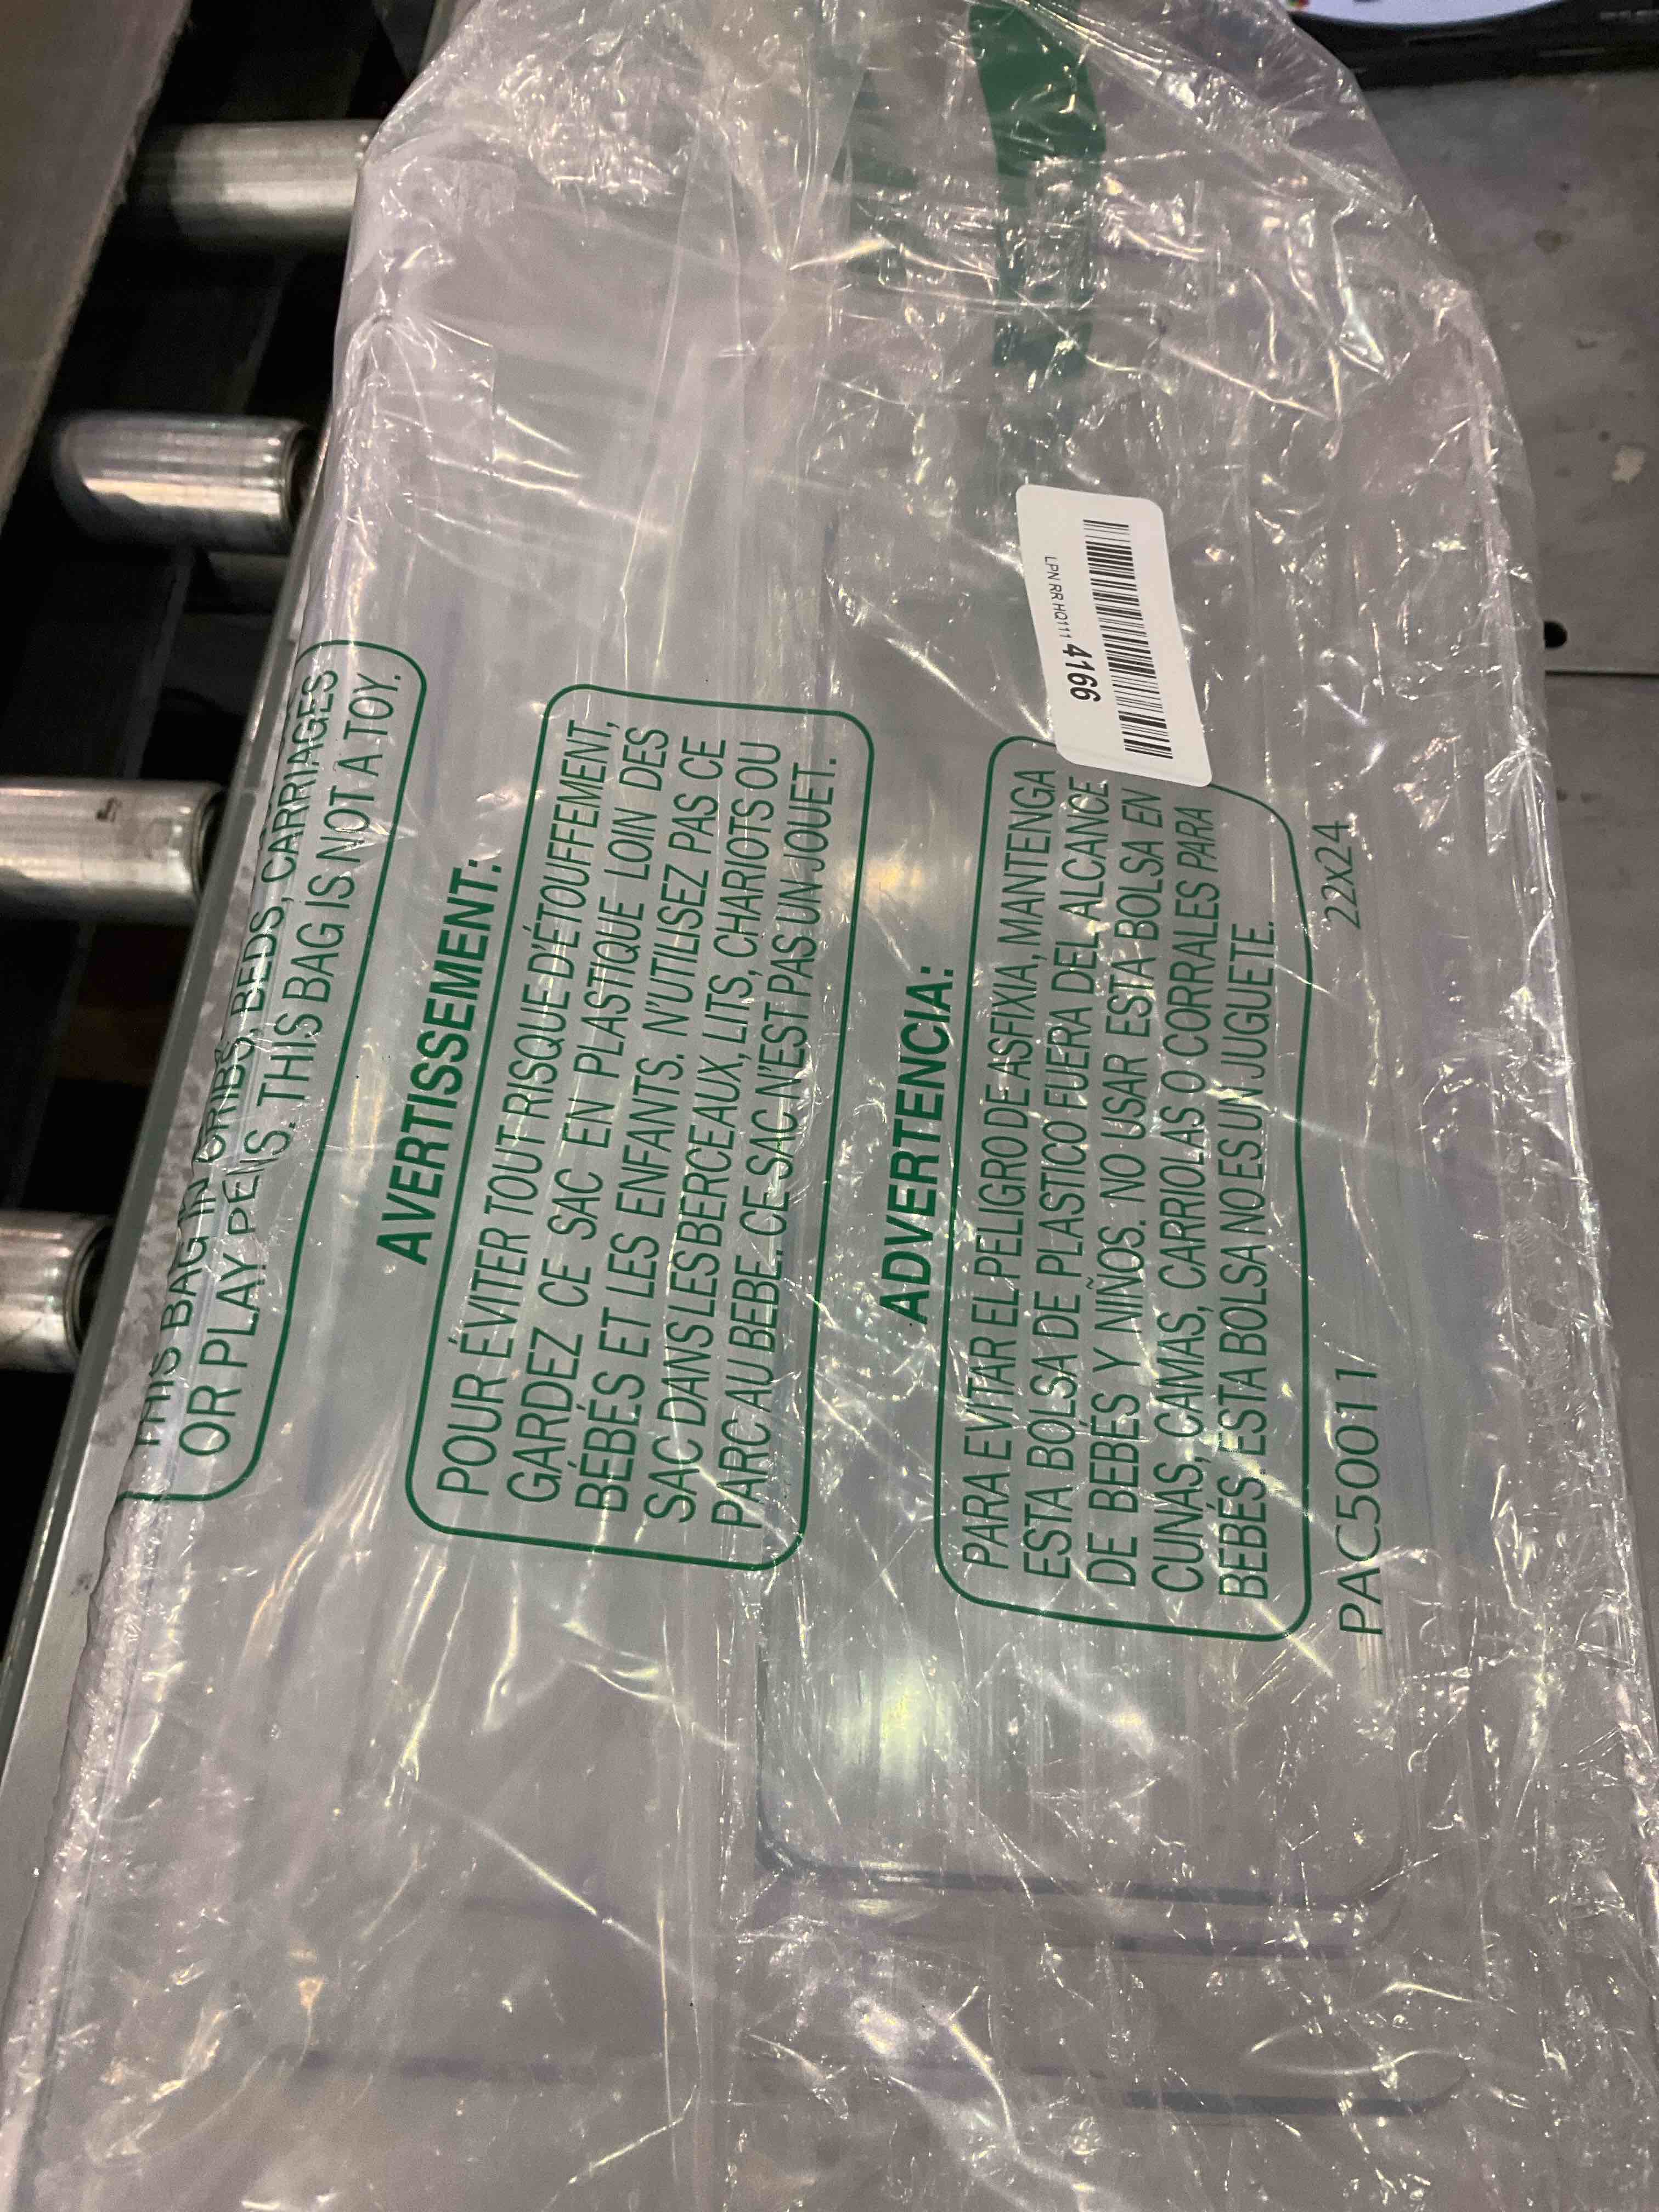 THIS BAG IN CRIBS, BEDS, CARRIAGES
OR PLAY PENS. THIS BAG IS NOT A TOY.
AVERTISSEMENT:
POUR ÉVITER TOUT RISQUE D'ÉTOUFFEMENT,
GARDEZ CE SAC EN PLASTIQUE LOIN DES
BÉBÉS ET LES ENFANTS. N'UTILISEZ PAS CE
SAC DANS LES BERCEAUX, LITS, CHARIOTS OU
PARC AU BEBE. CE SAC N'EST PAS UN JOUET.
ADVERTENCIA:
PARA EVITAR EL PELIGRO DE ASFIXIA, MANTENGA
ESTA BOLSA DE PLASTICO FUERA DEL ALCANCE
DE BEBÉS Y NIÑOS. NO USAR ESTA BOLSA EN
CUNAS, CAMAS, CARRIOLAS O CORRALES PARA
BEBÉS. ESTA BOLSA NO ES UN JUGUETE.
PAC50011 22x24
LPN RR HQ111 4166